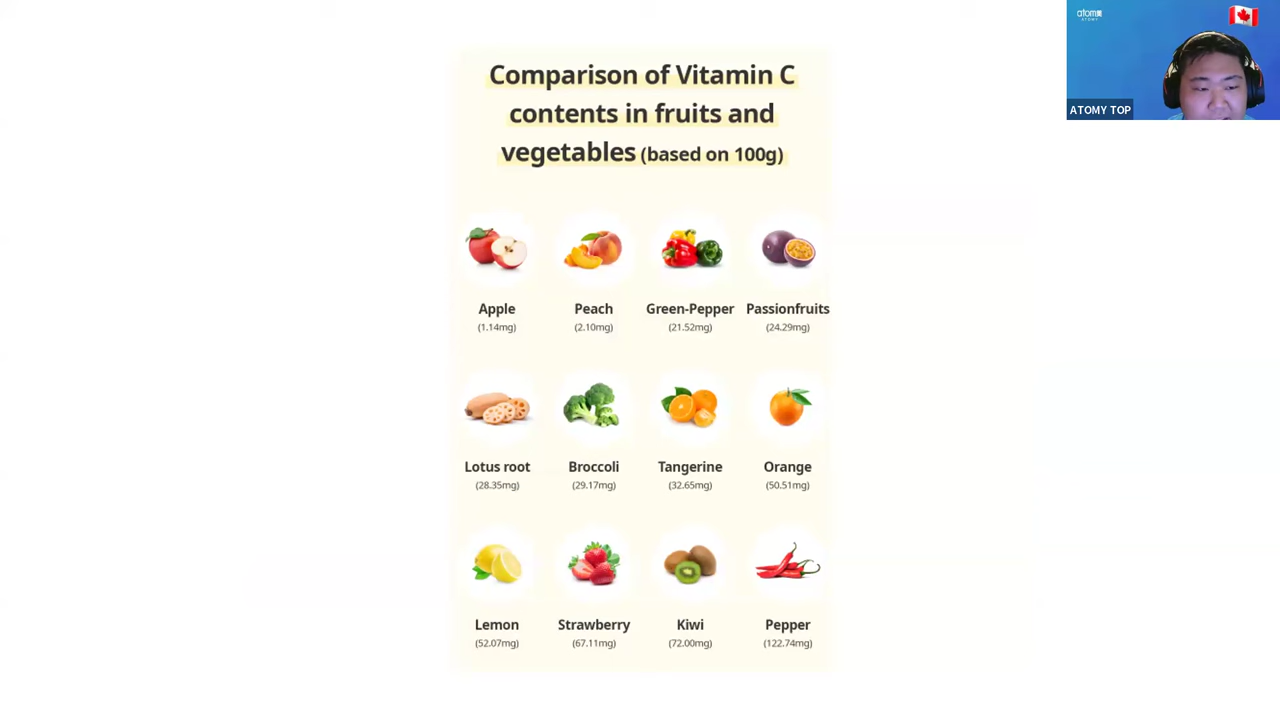 Comparison of Vitamin C
contents in fruits and
vegetables (based on 100g)
Apple
(1.14mg)
Peach
(2.10mg)
Green-Pepper
(21.52mg)
Passionfruits
(24.29mg)
Lotus root
(28.35mg)
Broccoli
(29.17mg)
Tangerine
(32.65mg)
Orange
(50.51mg)
Lemon
(52.07mg)
Strawberry
(67.11mg)
Kiwi
(72.00mg)
Pepper
(122.74mg)
ATOMY
ATOMY TOP